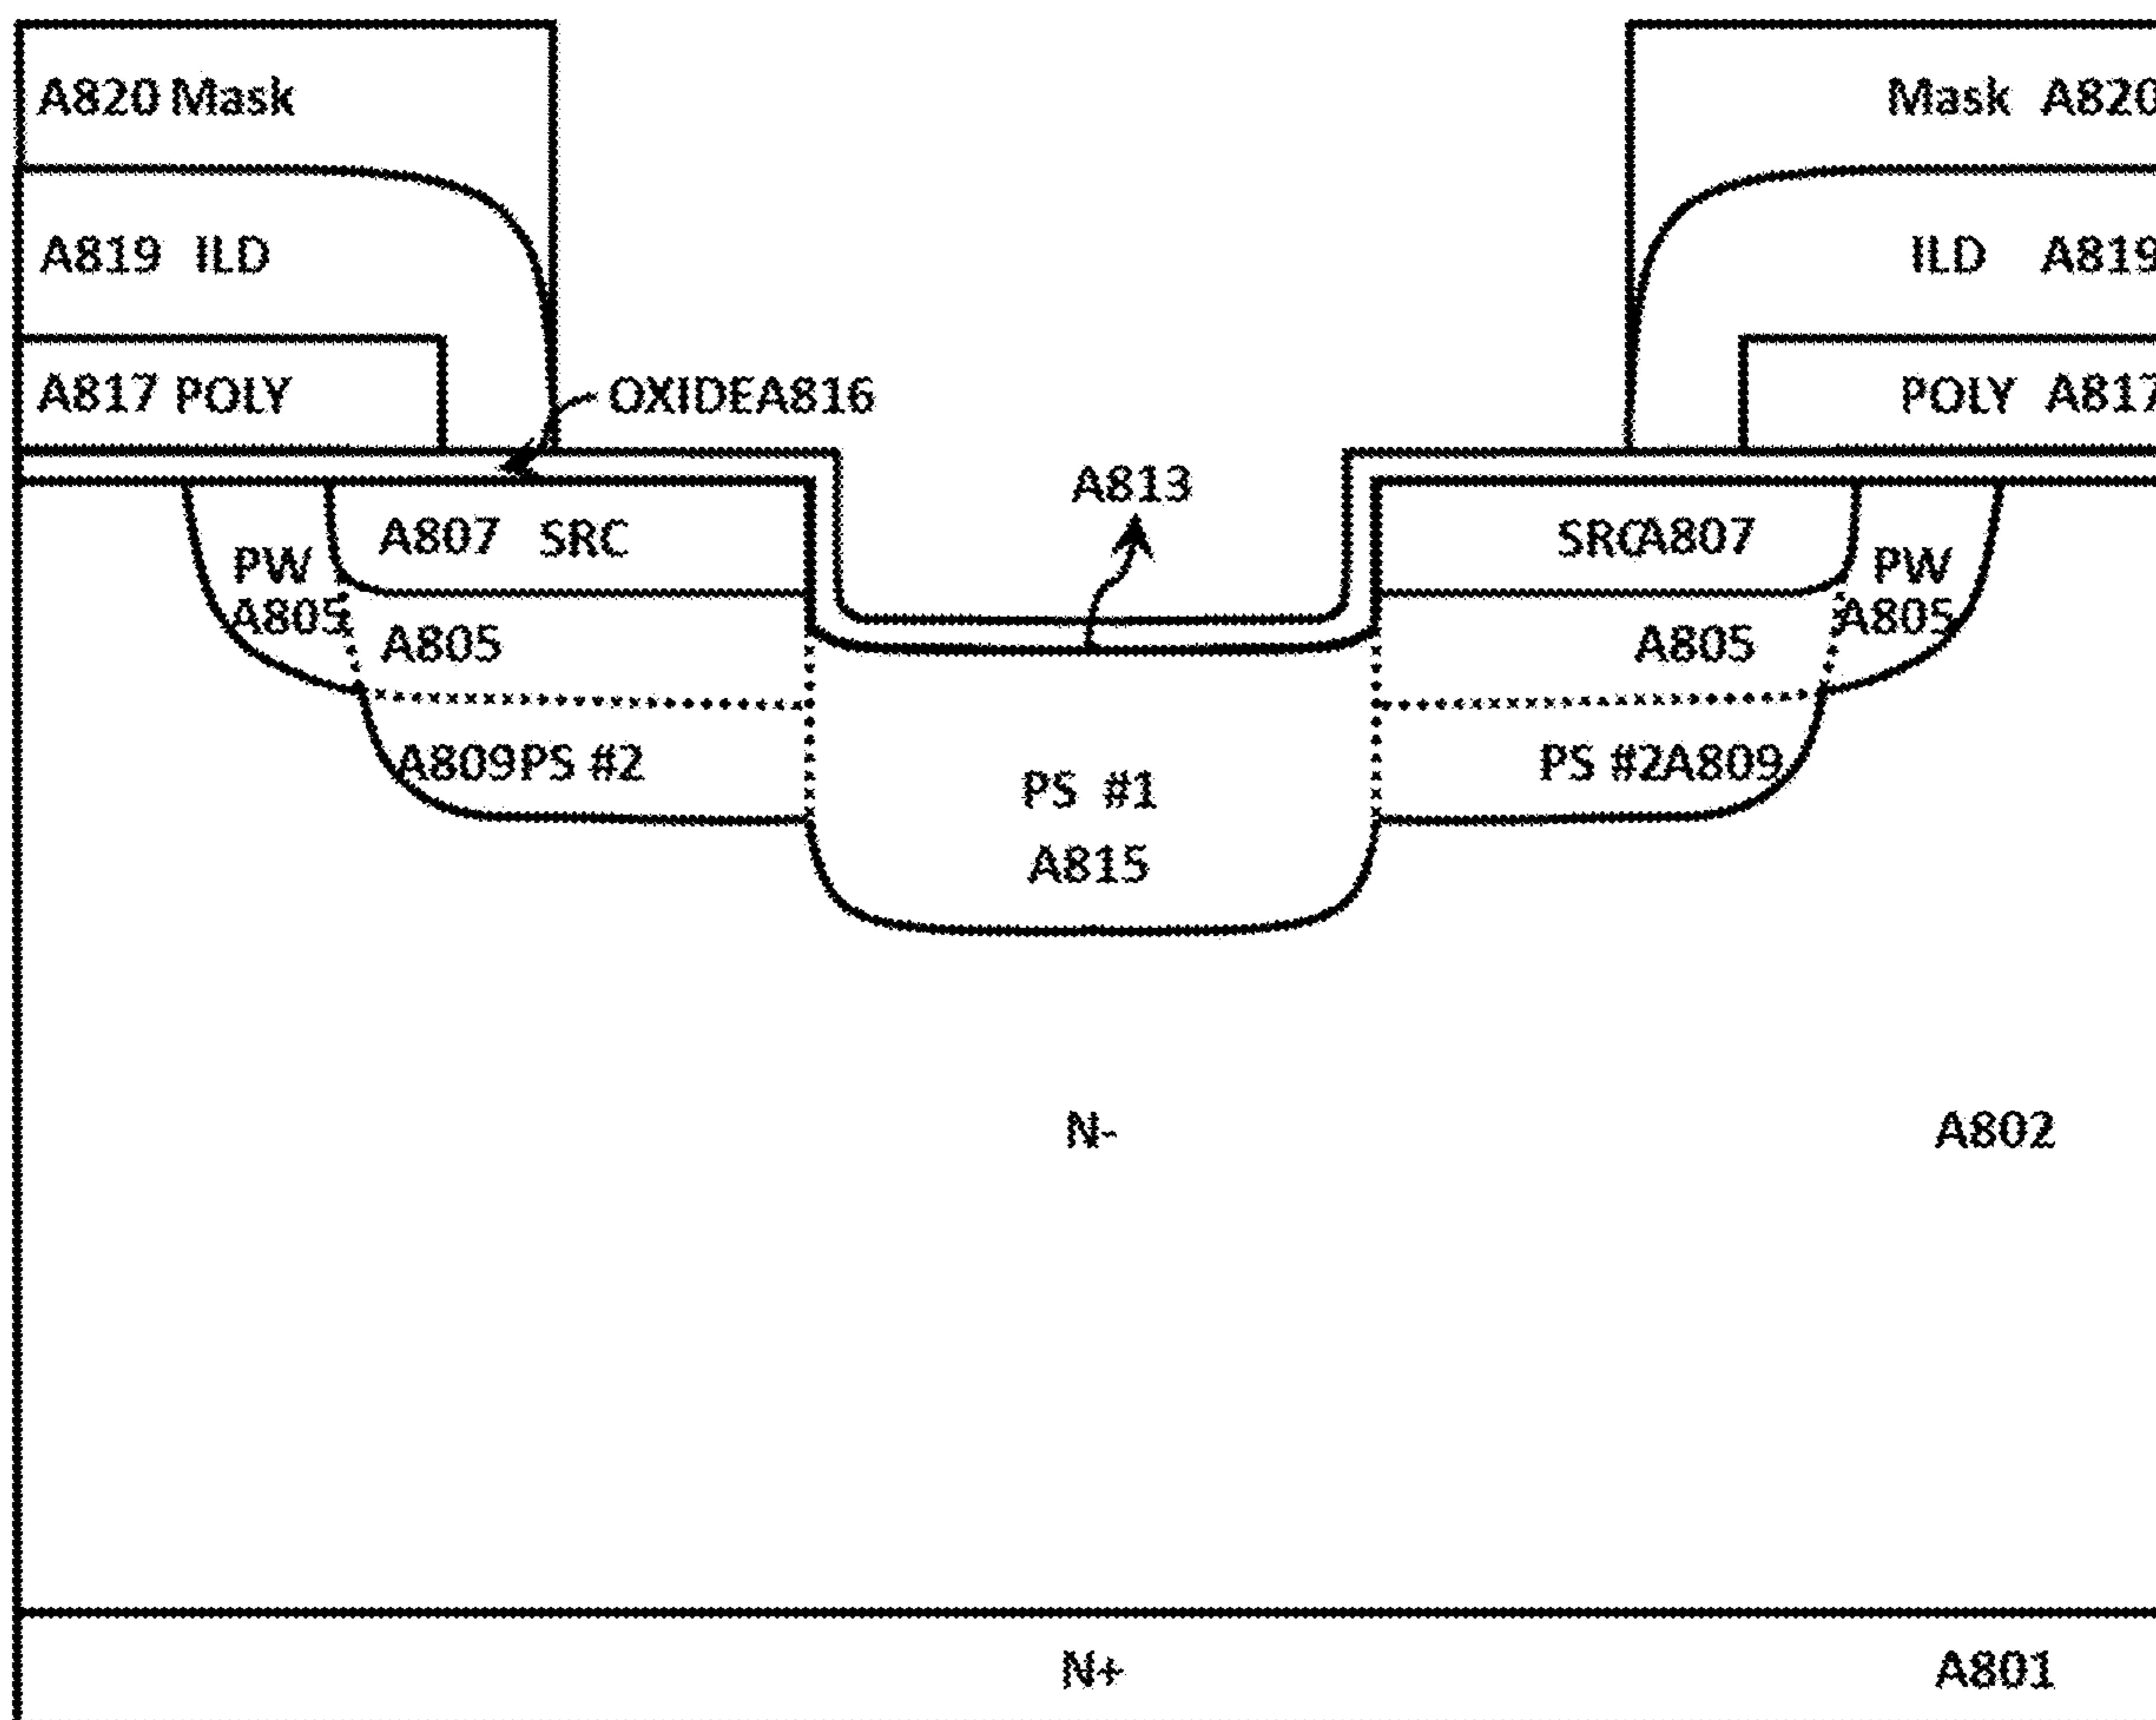 A820 Mask
Mask A820
A819 ILD
ILD A819
A817 POLY
OXIDEA816
POLY A817
A813
A807 SRC
SRCA807
PW
A805
PW
A805
A805
A805
A809PS #2
PS #2A809
PS #1
A815
N-
A802
N+
A801